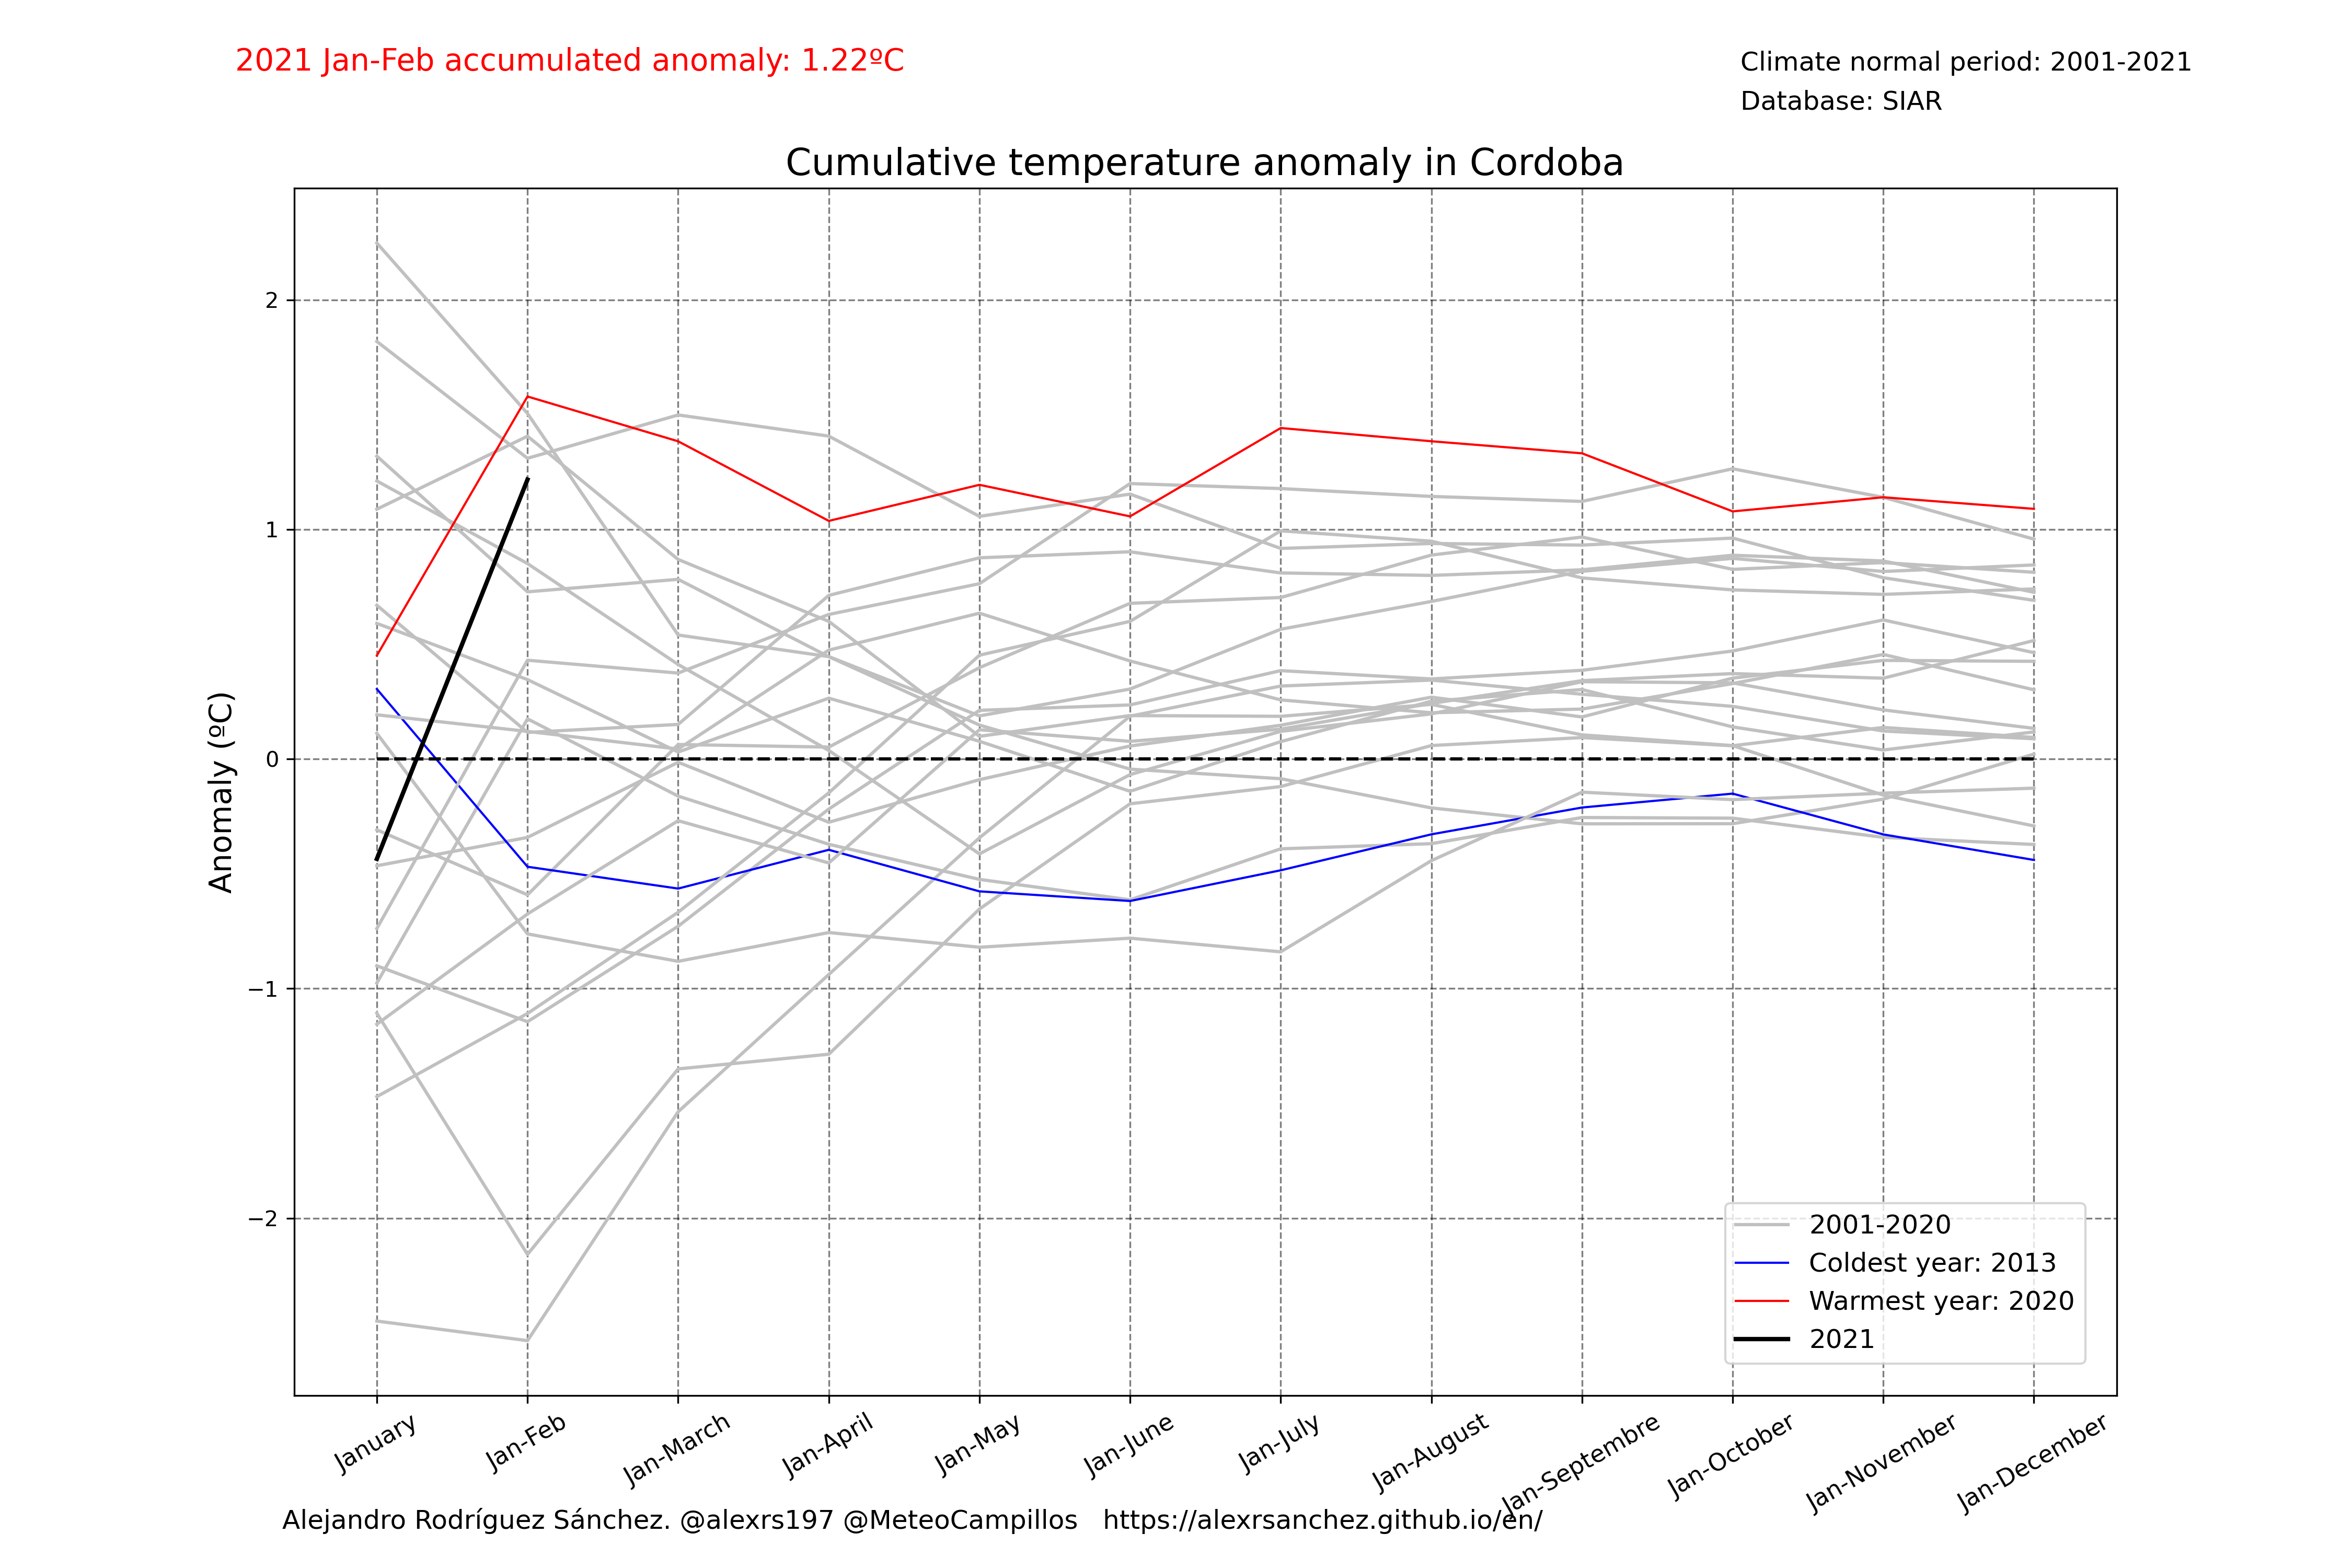 2021 Jan-Feb accumulated anomaly: 1.22ºC
Climate normal period: 2001-2021
Database: SIAR
Cumulative temperature anomaly in Cordoba
Anomaly (ºC)
2
1
0
−1
−2
2001-2020
Coldest year: 2013
Warmest year: 2020
2021
January
Jan-Feb
Jan-March
Jan-April
Jan-May
Jan-June
Jan-July
Jan-August
Jan-Septembre
Jan-October
Jan-November
Jan-December
Alejandro Rodríguez Sánchez. @alexrs197 @MeteoCampillos   https://alexrsanchez.github.io/en/